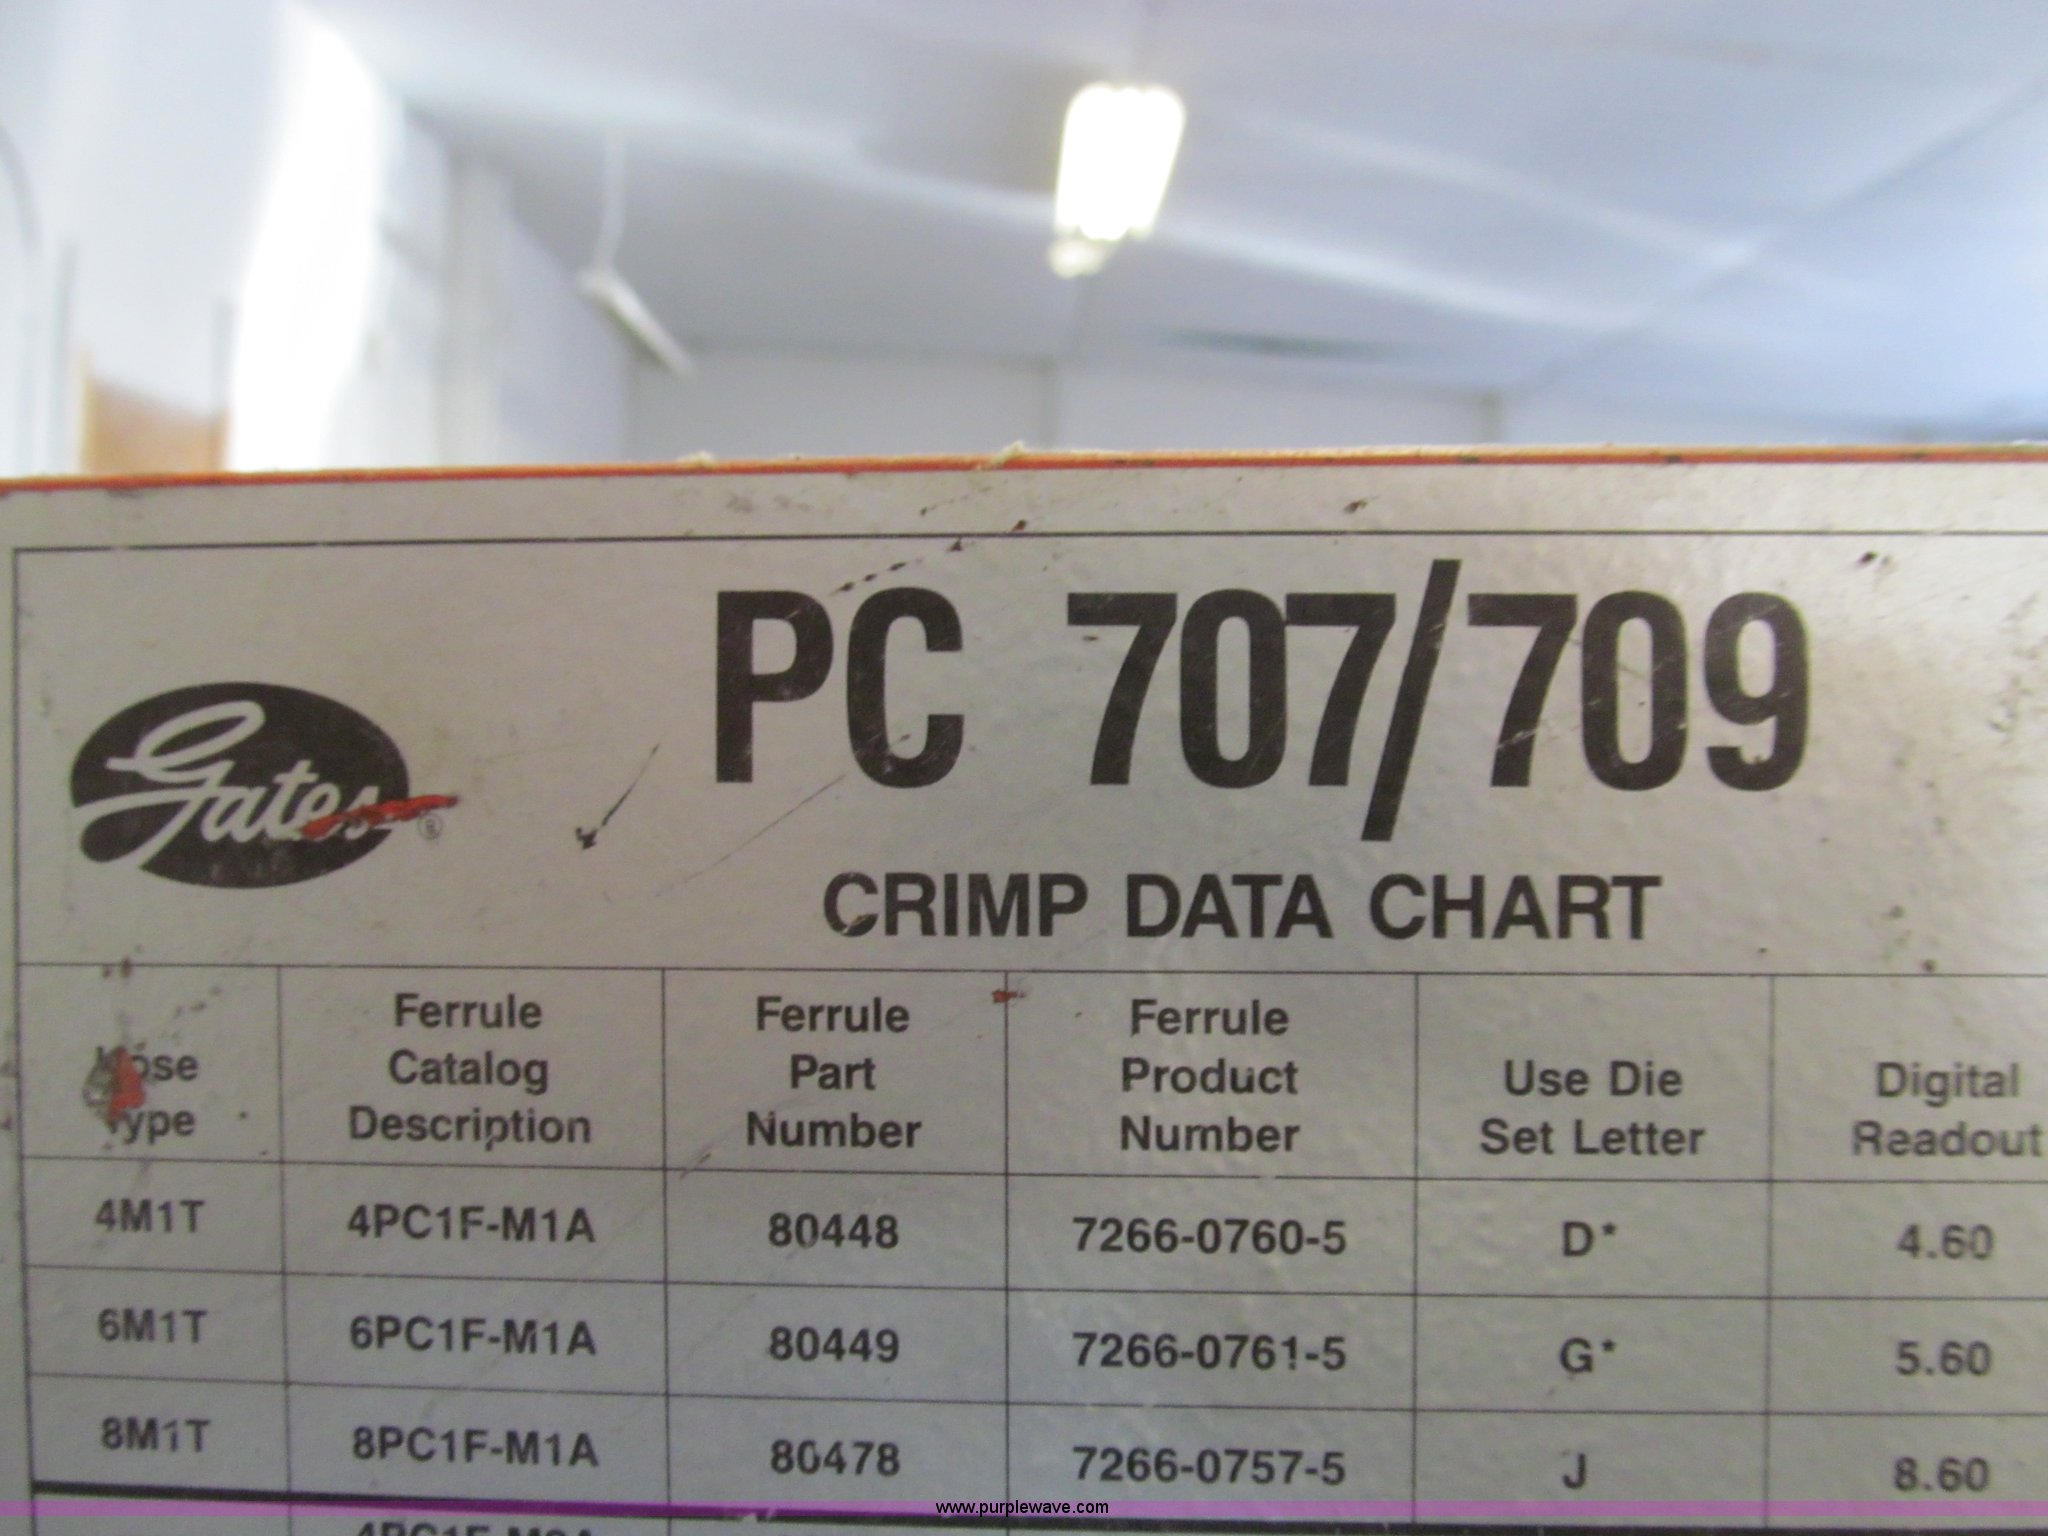 PC 707/709
Gates ®
CRIMP DATA CHART
Hose Type
Ferrule Catalog Description
Ferrule Part Number
Ferrule Product Number
Use Die Set Letter
Digital Readout
4M1T 4PC1F-M1A 80448 7266-0760-5 D* 4.60
6M1T 6PC1F-M1A 80449 7266-0761-5 G* 5.60
8M1T 8PC1F-M1A 80478 7266-0757-5 J 8.60
www.purplewave.com